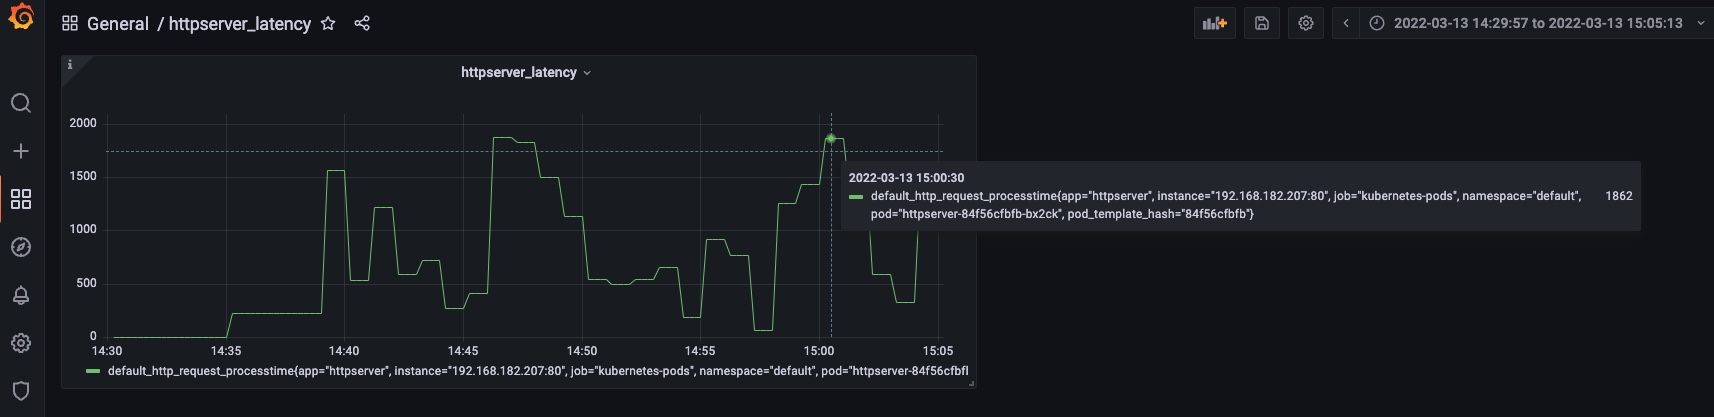 General / httpserver_latency
2022-03-13 14:29:57 to 2022-03-13 15:05:13
i
httpserver_latency
2000
1500
1000
500
0
14:30 14:35 14:40 14:45 14:50 14:55 15:00 15:05
2022-03-13 15:00:30
default_http_request_processtime{app="httpserver", instance="192.168.182.207:80", job="kubernetes-pods", namespace="default", 1862
pod="httpserver-84f56cfbfb-bx2ck", pod_template_hash="84f56cfbfb"}
default_http_request_processtime{app="httpserver", instance="192.168.182.207:80", job="kubernetes-pods", namespace="default", pod="httpserver-84f56cfbf